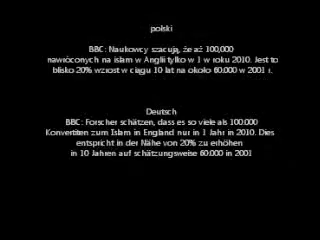 polski
BBC: Naukowcy szacują, że aż 100,000
nawróconych na islam w Anglii tylko w 1 w roku 2010. Jest to
blisko 20% wzrost w ciągu 10 lat na około 60.000 w 2001 r.
Deutsch
BBC: Forscher schätzen, dass es so viele als 100.000
Konvertiten zum Islam in England nur in 1 Jahr in 2010. Dies
entspricht in der Nähe von 20% zu erhöhen
in 10 Jahren auf schätzungsweise 60.000 in 2001